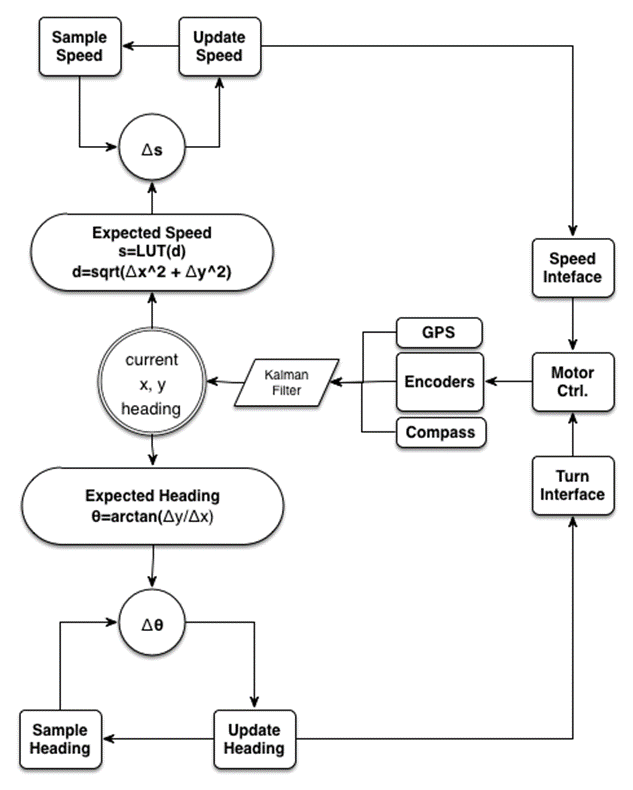 Sample
Speed
Update
Speed
Δs
Expected Speed
s=LUT(d)
d=sqrt(Δx^2 + Δy^2)
Speed
Inteface
GPS
current
x, y
heading
Kalman
Filter
Encoders
Motor
Ctrl.
Compass
Turn
Interface
Expected Heading
θ=arctan(Δy/Δx)
Δθ
Sample
Heading
Update
Heading